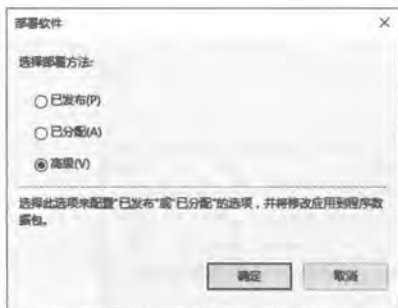 部署软件
选择部署方法:
已发布(P)
已分配(A)
高级(V)
选择此选项来配置"已发布"或"已分配"的选项，并将修改应用到程序数
据包。
确定
取消